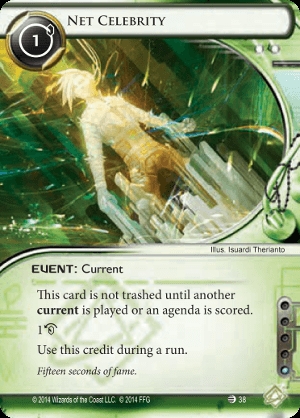 Net Celebrity
1
Illus. Isuardi Therianto
EVENT: Current
This card is not trashed until another
current is played or an agenda is scored.
1
Use this credit during a run.
Fifteen seconds of fame.
© 2014 Wizards of the Coast LLC. © 2014 FFG
38